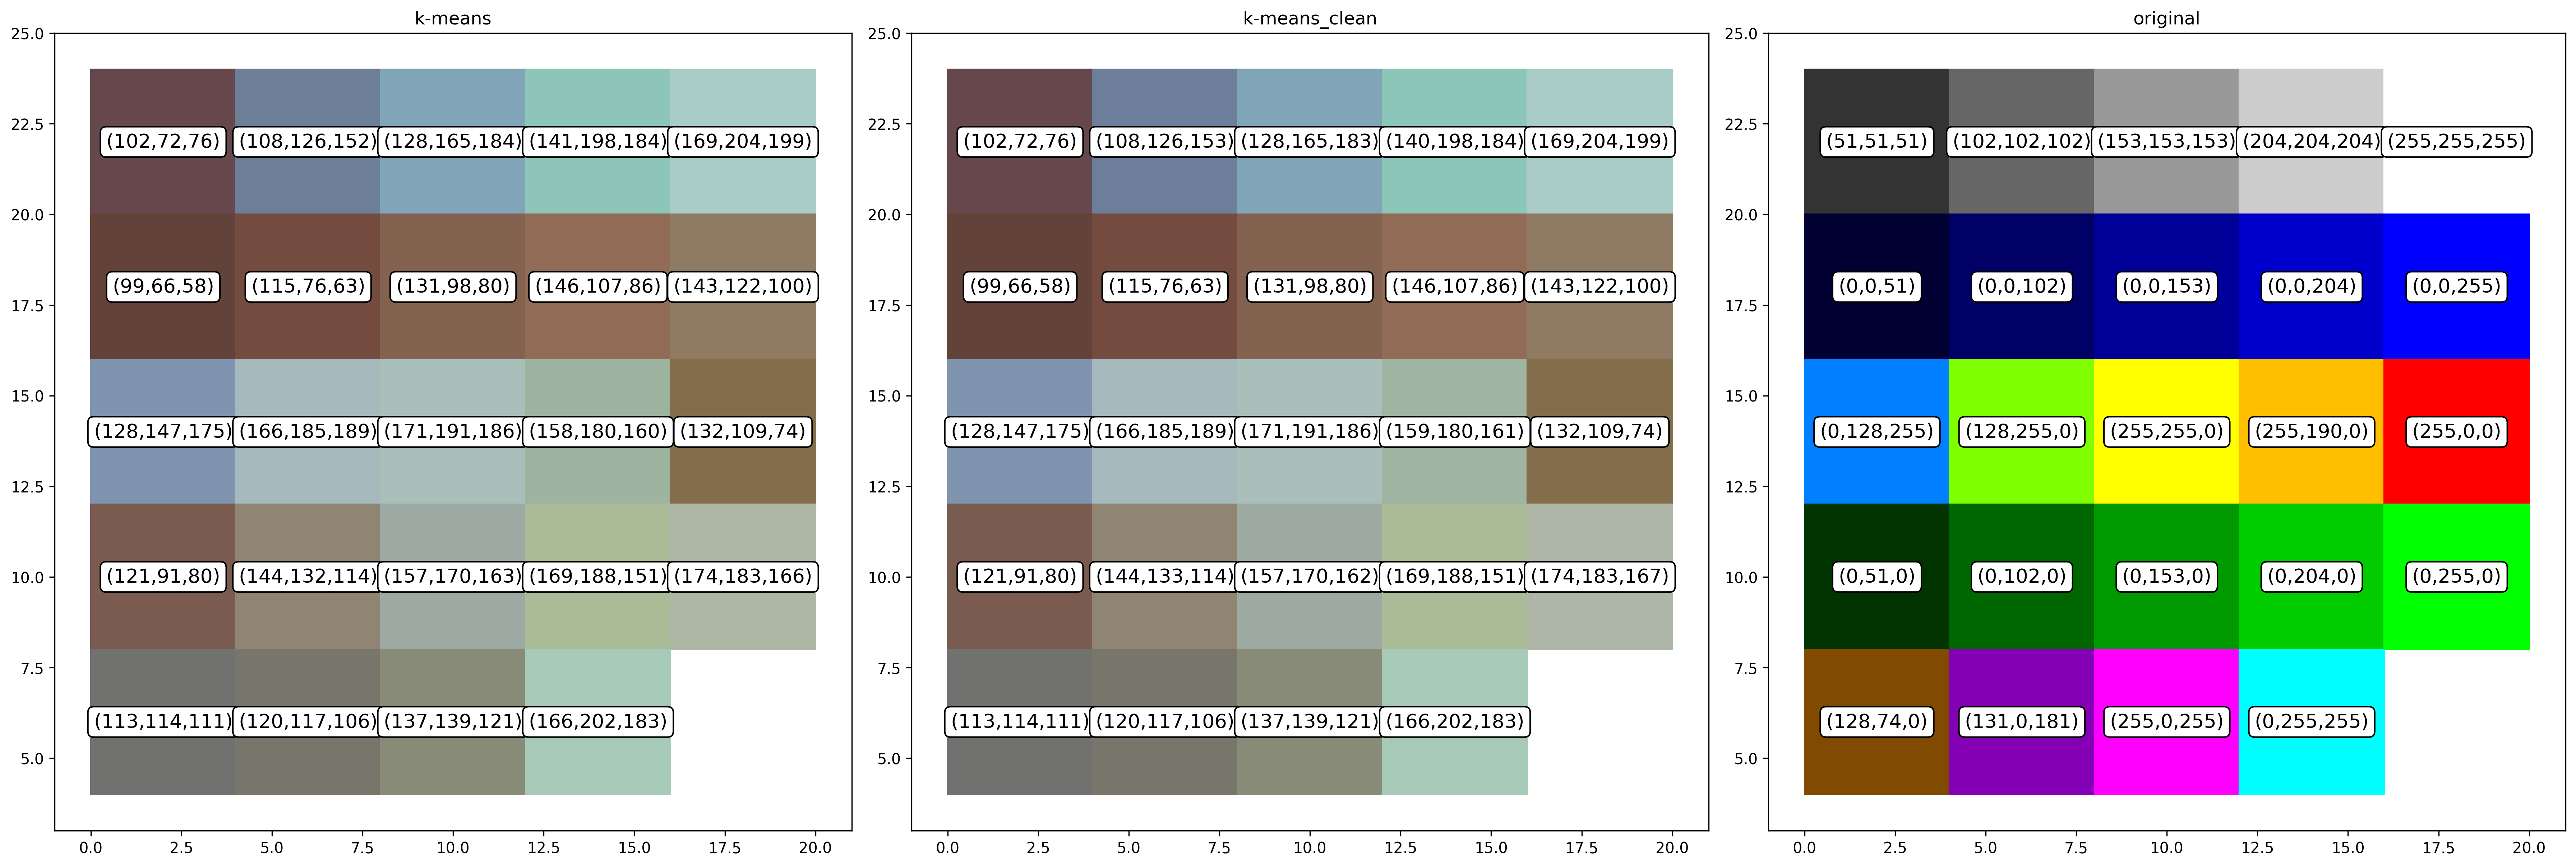 k-means
25.0
22.5
20.0
17.5
15.0
12.5
10.0
7.5
5.0
(102,72,76) (108,126,152) (128,165,184) (141,198,184) (169,204,199)
(99,66,58) (115,76,63) (131,98,80) (146,107,86) (143,122,100)
(128,147,175) (166,185,189) (171,191,186) (158,180,160) (132,109,74)
(121,91,80) (144,132,114) (157,170,163) (169,188,151) (174,183,166)
(113,114,111) (120,117,106) (137,139,121) (166,202,183)
0.0 2.5 5.0 7.5 10.0 12.5 15.0 17.5 20.0
k-means_clean
25.0
22.5
20.0
17.5
15.0
12.5
10.0
7.5
5.0
(102,72,76) (108,126,153) (128,165,183) (140,198,184) (169,204,199)
(99,66,58) (115,76,63) (131,98,80) (146,107,86) (143,122,100)
(128,147,175) (166,185,189) (171,191,186) (159,180,161) (132,109,74)
(121,91,80) (144,133,114) (157,170,162) (169,188,151) (174,183,167)
(113,114,111) (120,117,106) (137,139,121) (166,202,183)
0.0 2.5 5.0 7.5 10.0 12.5 15.0 17.5 20.0
original
25.0
22.5
20.0
17.5
15.0
12.5
10.0
7.5
5.0
(51,51,51) (102,102,102) (153,153,153) (204,204,204) (255,255,255)
(0,0,51) (0,0,102) (0,0,153) (0,0,204) (0,0,255)
(0,128,255) (128,255,0) (255,255,0) (255,190,0) (255,0,0)
(0,51,0) (0,102,0) (0,153,0) (0,204,0) (0,255,0)
(128,74,0) (131,0,181) (255,0,255) (0,255,255)
0.0 2.5 5.0 7.5 10.0 12.5 15.0 17.5 20.0